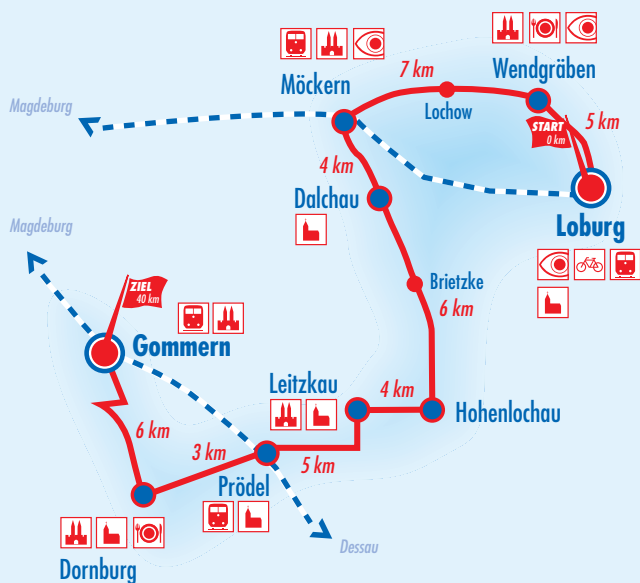 Wendgräben
7 km
Möckern
Lochow
Magdeburg
START
0 km
5 km
4 km
Dalchau
Loburg
Magdeburg
Brietzke
ZIEL
40 km
6 km
Gommern
Leitzkau
4 km
Hohenlochau
6 km
3 km
5 km
Prödel
Dessau
Dornburg